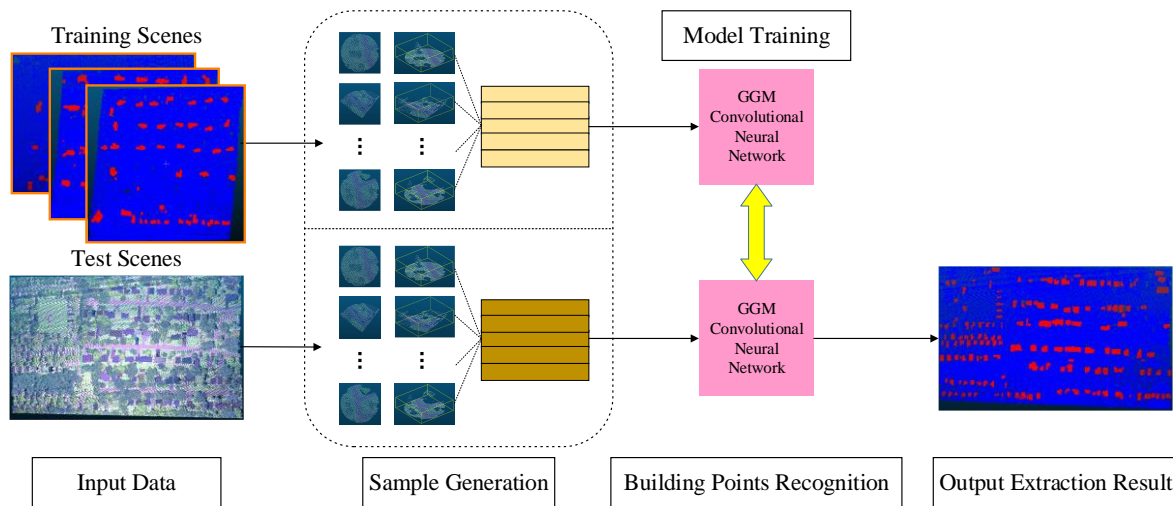 Training Scenes
Model Training
GGM
Convolutional
Neural
Network
Test Scenes
GGM
Convolutional
Neural
Network
Input Data
Sample Generation
Building Points Recognition
Output Extraction Result